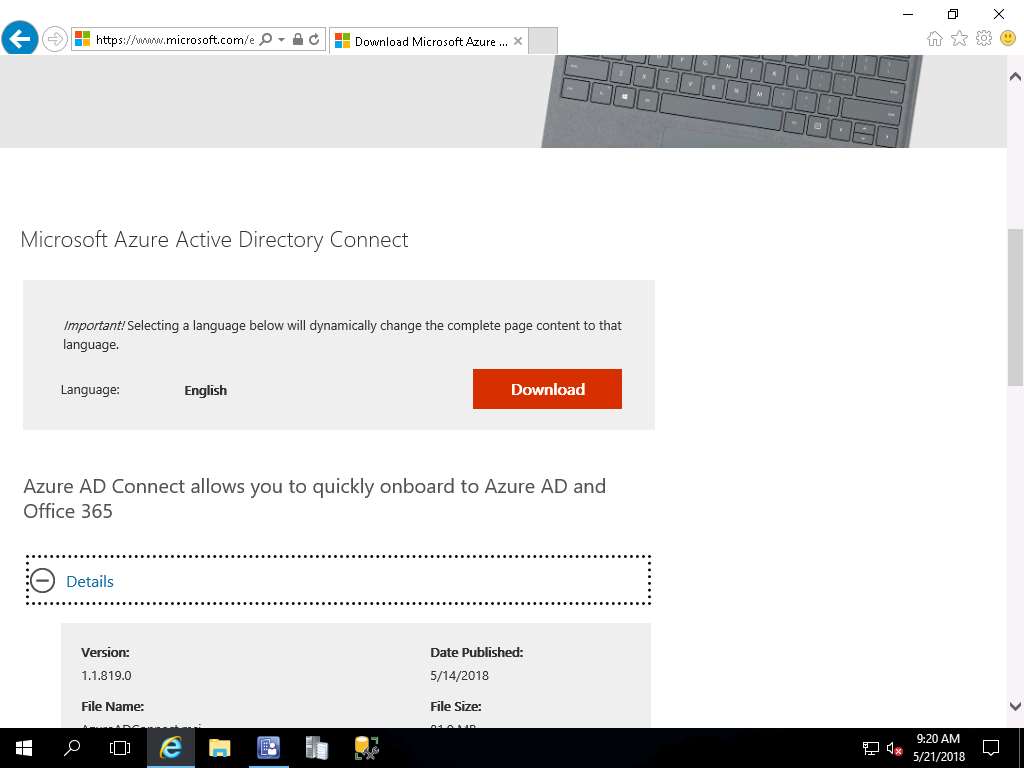 https://www.microsoft.com/e
Download Microsoft Azure ...
Microsoft Azure Active Directory Connect
Important! Selecting a language below will dynamically change the complete page content to that
language.
Language:
English
Download
Azure AD Connect allows you to quickly onboard to Azure AD and
Office 365
Details
Version:
Date Published:
1.1.819.0
5/14/2018
File Name:
File Size:
9:20 AM
5/21/2018